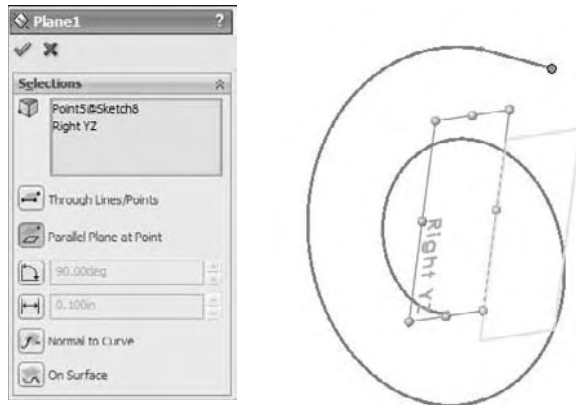 Plane1 ?
Selections
Point5@Sketch8
Right YZ
Through Lines/Points
Parallel Plane at Point
90.00deg
0.100in
Normal to Curve
On Surface
Right YZ